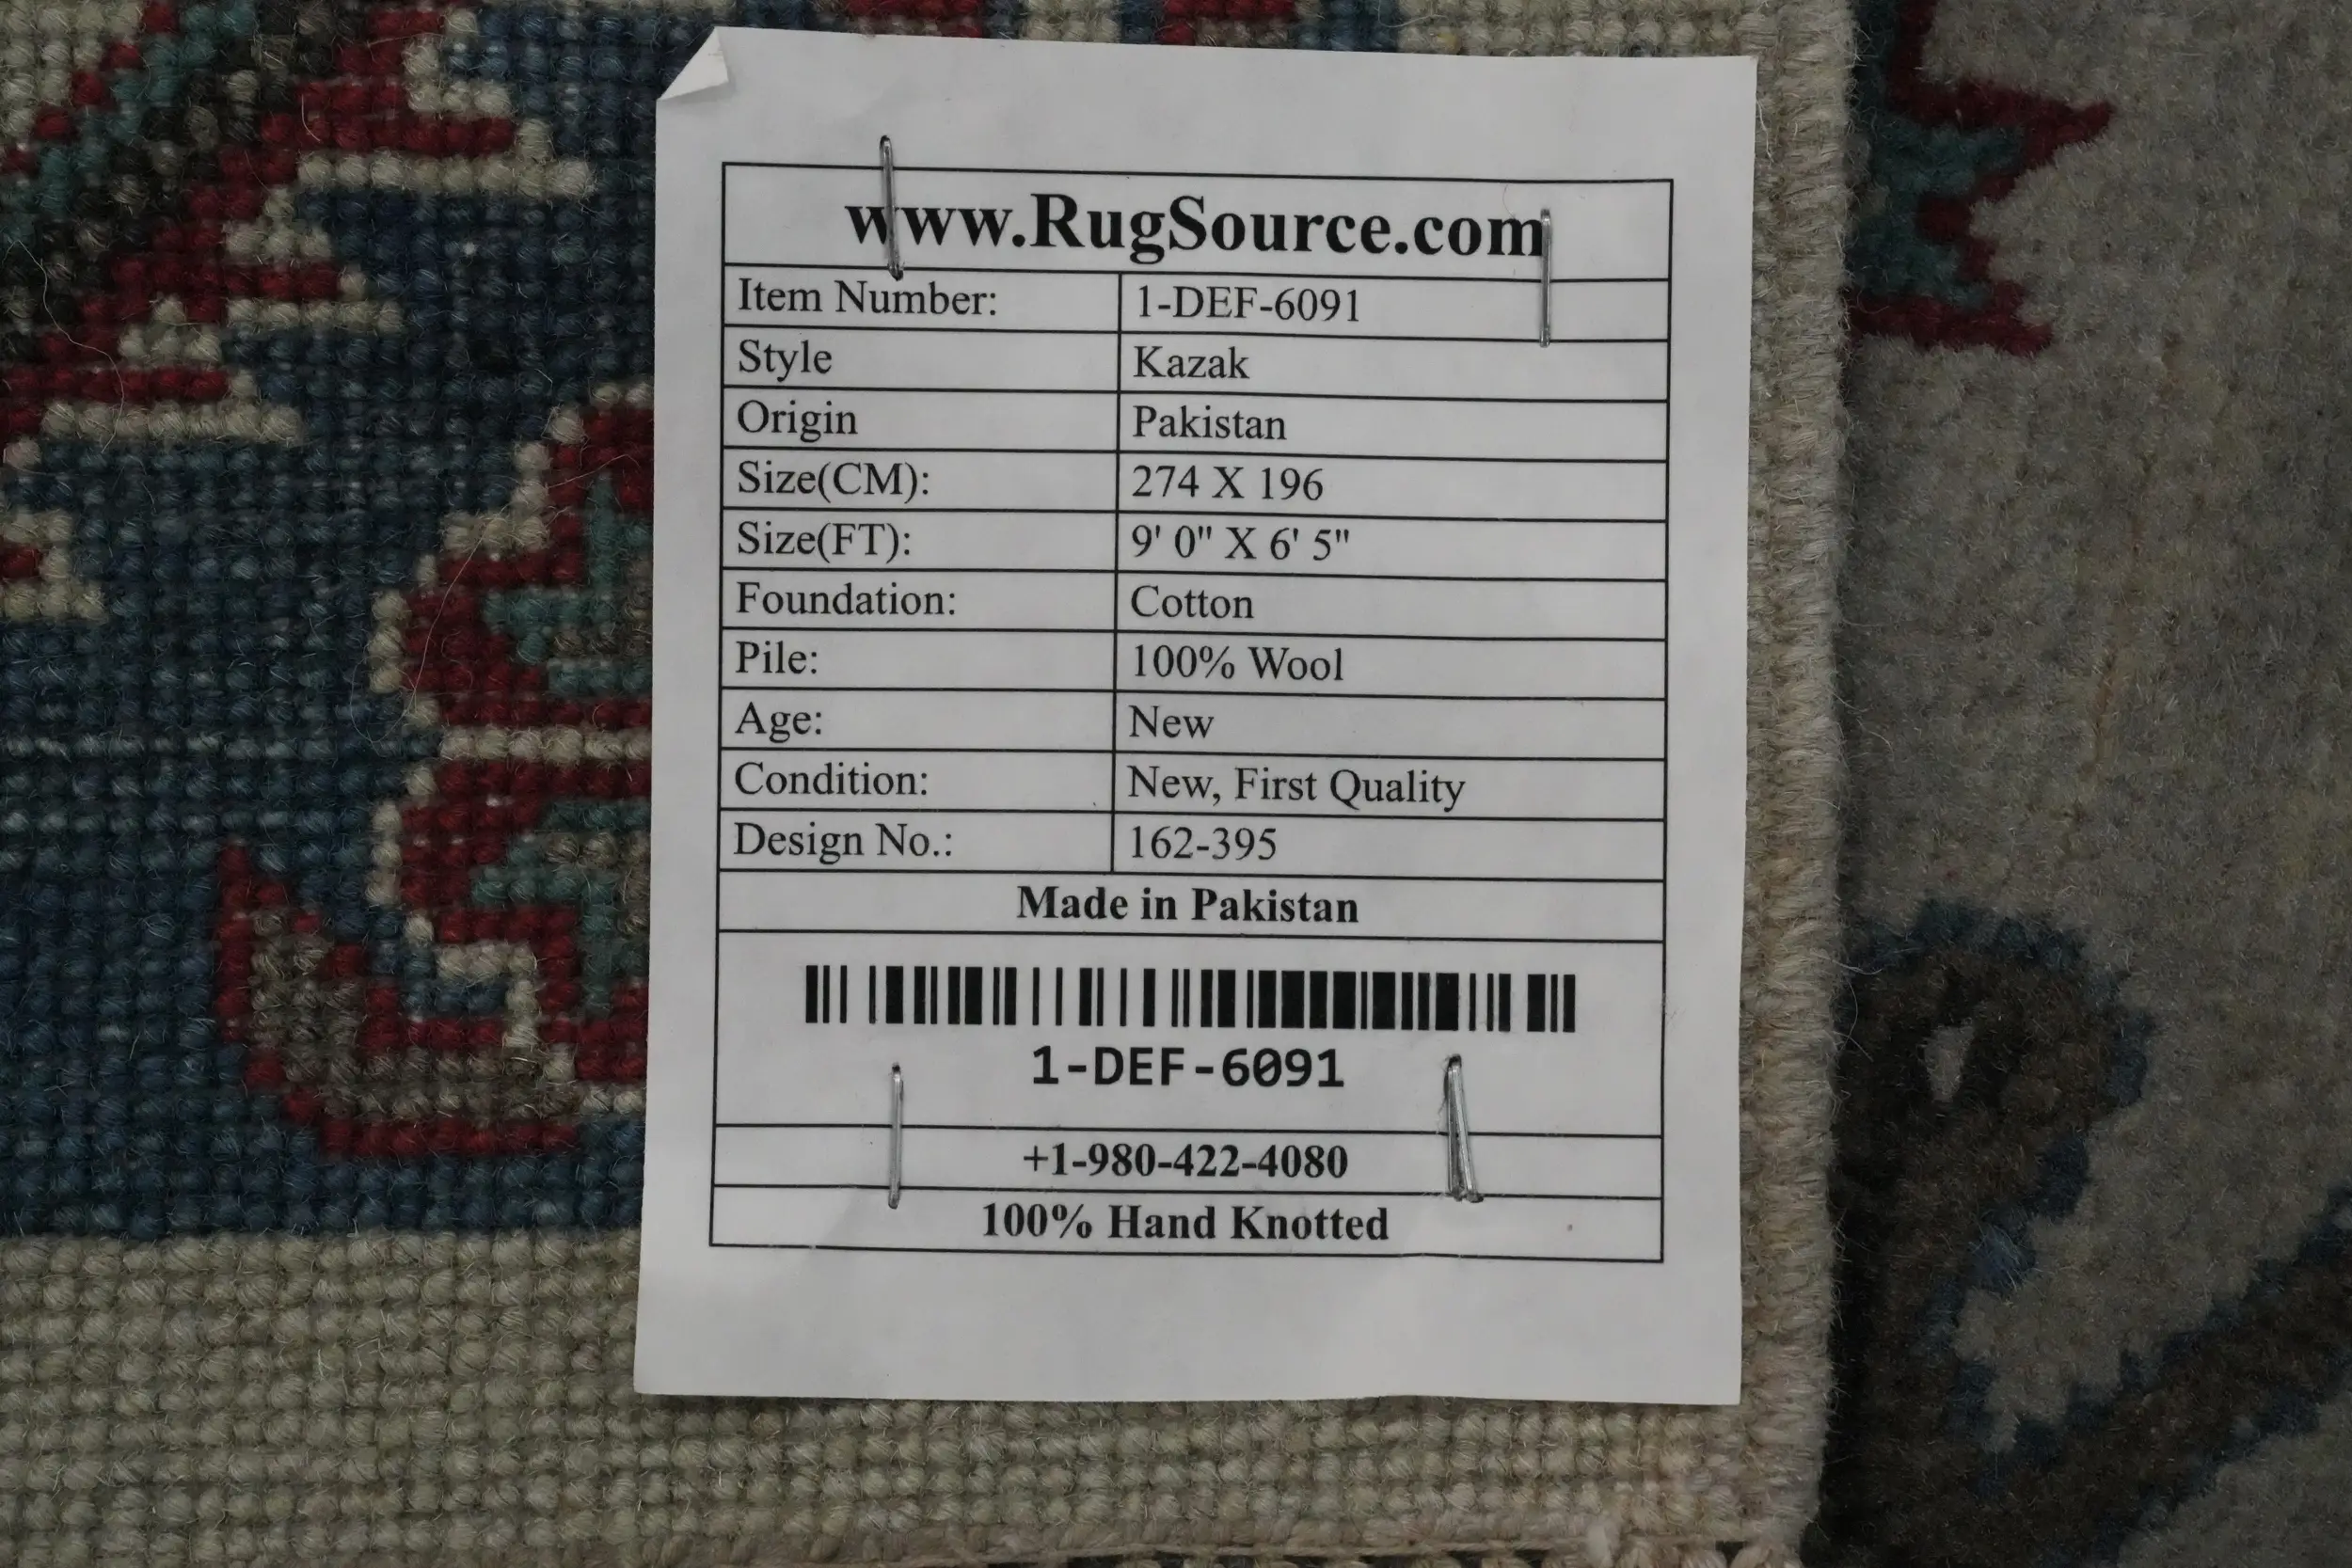 www.RugSource.com
Item Number: 1-DEF-6091
Style Kazak
Origin Pakistan
Size(CM): 274 X 196
Size(FT): 9' 0" X 6' 5"
Foundation: Cotton
Pile: 100% Wool
Age: New
Condition: New, First Quality
Design No.: 162-395
Made in Pakistan
1-DEF-6091
+1-980-422-4080
100% Hand Knotted